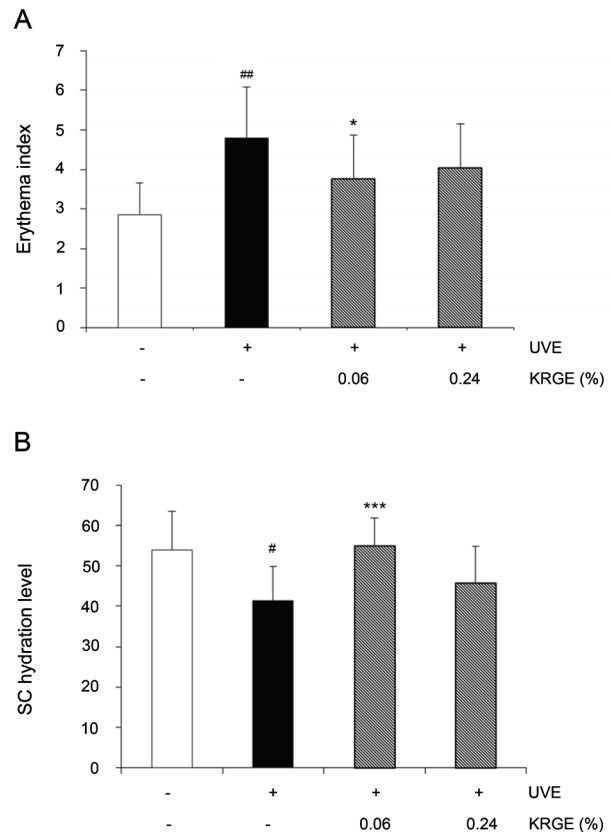 A
Erythema index
7
6
5
4
3
2
1
0
##
*
- + + + UVE
- - 0.06 0.24 KRGE (%)
B
SC hydration level
70
60
50
40
30
20
10
0
#
***
- + + + UVE
- - 0.06 0.24 KRGE (%)